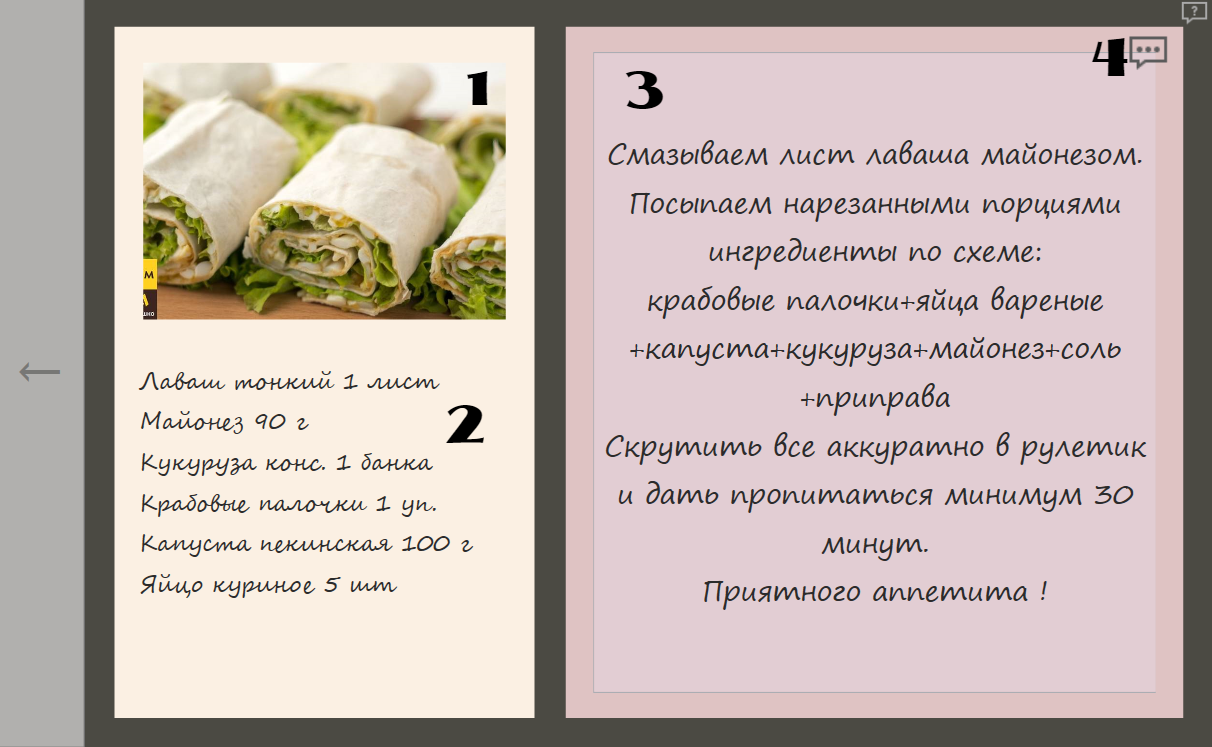 1
м
А
шно
Лаваш тонкий 1 лист
Майонез 90 г
2
Кукуруза конс. 1 банка
Крабовые палочки 1 уп.
Капуста пекинская 100 г
Яйцо куриное 5 шт
?
4
3
Смазываем лист лаваша майонезом.
Посыпаем нарезанными порциями
ингредиенты по схеме:
крабовые палочки+яйца вареные
+капуста+кукуруза+майонез+соль
+приправа
Скрутить все аккуратно в рулетик
и дать пропитаться минимум 30
минут.
Приятного аппетита !